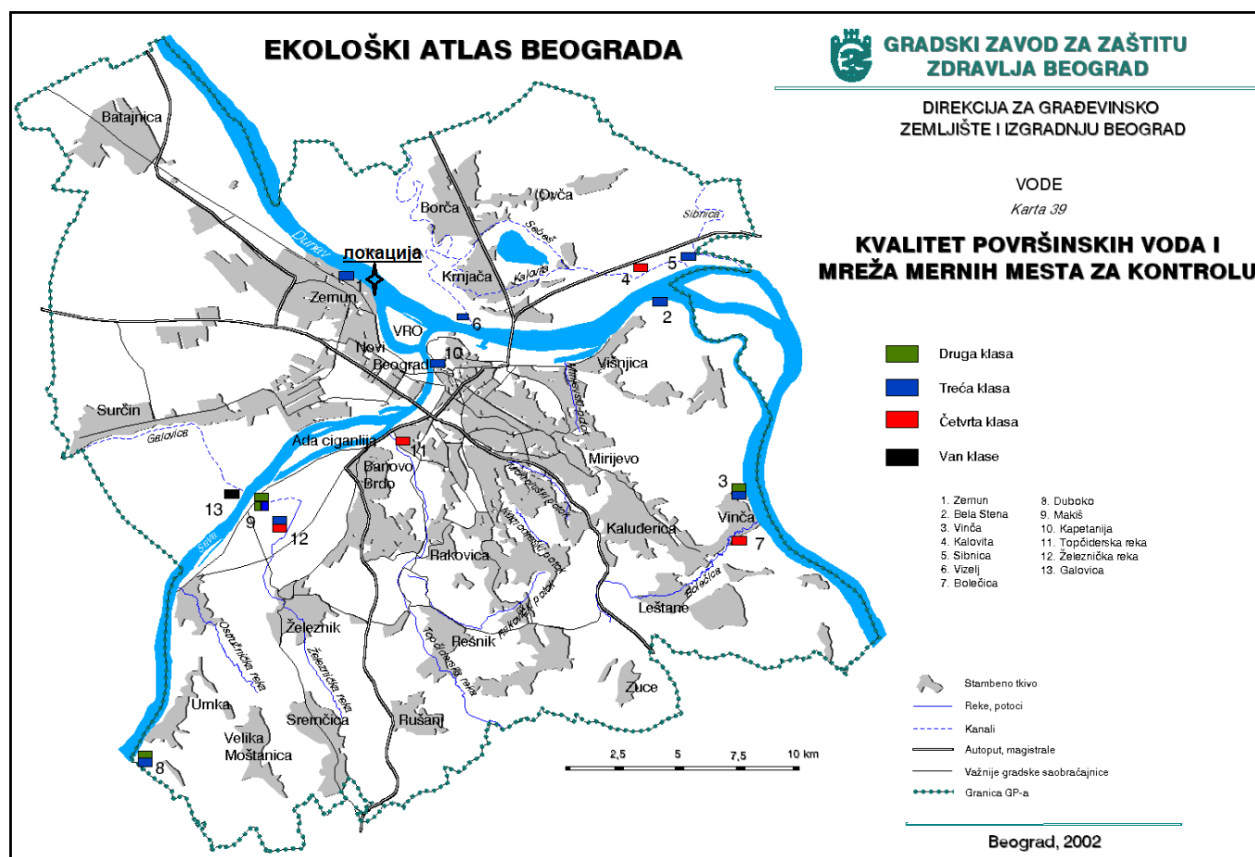 EKOLOŠKI ATLAS BEOGRADA
GRADSKI ZAVOD ZA ZAŠTITU
ZDRAVLJA BEOGRAD
DIREKCIJA ZA GRAĐEVINSKO
ZEMLJIŠTE I IZGRADNJU BEOGRAD
VODE
Karta 39
KVALITET POVRŠINSKIH VODA I
MREŽA MERNIH MESTA ZA KONTROLU
Druga klasa
Treća klasa
Četvrta klasa
Van klase
1. Zemun
2. Bela Stena
3. Vinča
4. Kalovita
5. Sibnica
6. Vizelj
7. Bolečica
8. Duboko
9. Makiš
10. Kapetanija
11. Topčiderska reka
12. Železnička reka
13. Galovica
Stambeno tkivo
Reke, potoci
Kanali
Autoput, magistrale
Važnije gradske saobraćajnice
Granica GP-a
Beograd, 2002
Batajnica
Dunav
локација
1
Zemun
Borča
Ovča
Sebeš
Sibnica
Krnjača
Kalovita
4
5
6
2
VRO
Novi
Beograd
10
Višnjica
Surčin
Galovica
Ada ciganlija
11
Banovo
Brdo
Mirijevo
13
9
12
Sava
Rakovica
Kaluđerica
3
Vinča
7
Bolečica
Leštane
Železnik
Ostružnička reka
Železnička reka
Topčiderska reka
Rešnik
Zuce
Umka
Velika
Moštanica
Sremčica
Rušanj
8
2,5 5 7,5 10 km